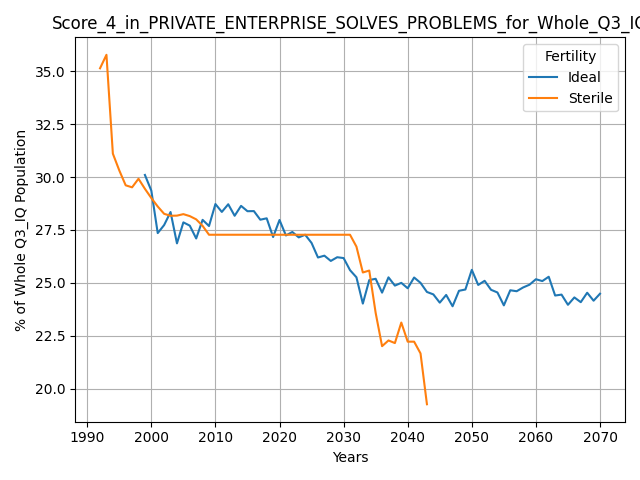 Score_4_in_PRIVATE_ENTERPRISE_SOLVES_PROBLEMS_for_Whole_Q3_IQ
Fertility
Ideal
Sterile
% of Whole Q3_IQ Population
35.0
32.5
30.0
27.5
25.0
22.5
20.0
1990 2000 2010 2020 2030 2040 2050 2060 2070
Years